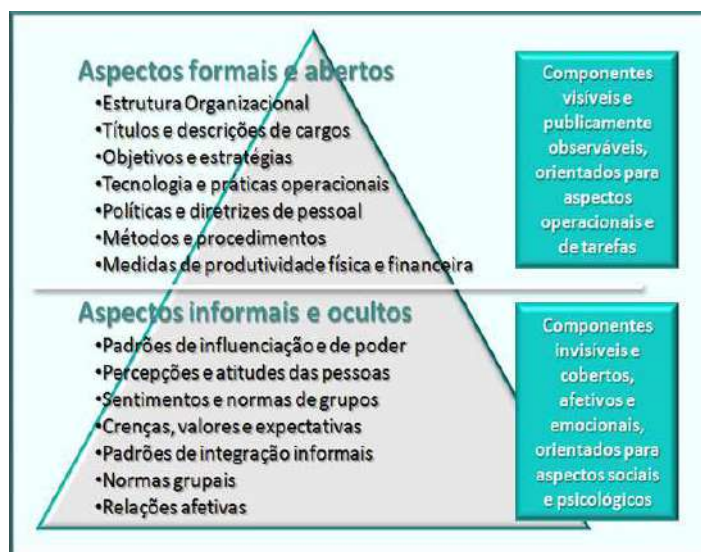 Aspectos formais e abertos
•Estrutura Organizacional
•Títulos e descrições de cargos
•Objetivos e estratégias
•Tecnologia e práticas operacionais
•Políticas e diretrizes de pessoal
•Métodos e procedimentos
•Medidas de produtividade física e financeira
Componentes
visíveis e
publicamente
observáveis,
orientados para
aspectos
operacionais e
de tarefas
Aspectos informais e ocultos
•Padrões de influenciação e de poder
•Percepções e atitudes das pessoas
•Sentimentos e normas de grupos
•Crenças, valores e expectativas
•Padrões de integração informais
•Normas grupais
•Relações afetivas
Componentes
invisíveis e
cobertos,
afetivos e
emocionais,
orientados para
aspectos sociais
e psicológicos